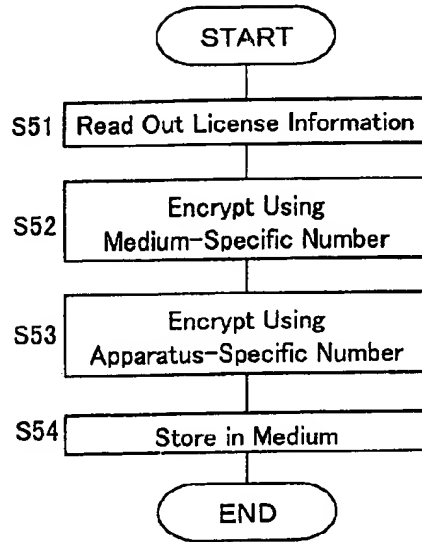 START
S51 Read Out License Information
Encrypt Using
S52
Medium-Specific Number
Encrypt Using
S53
Apparatus-Specific Number
S54 Store in Medium
END